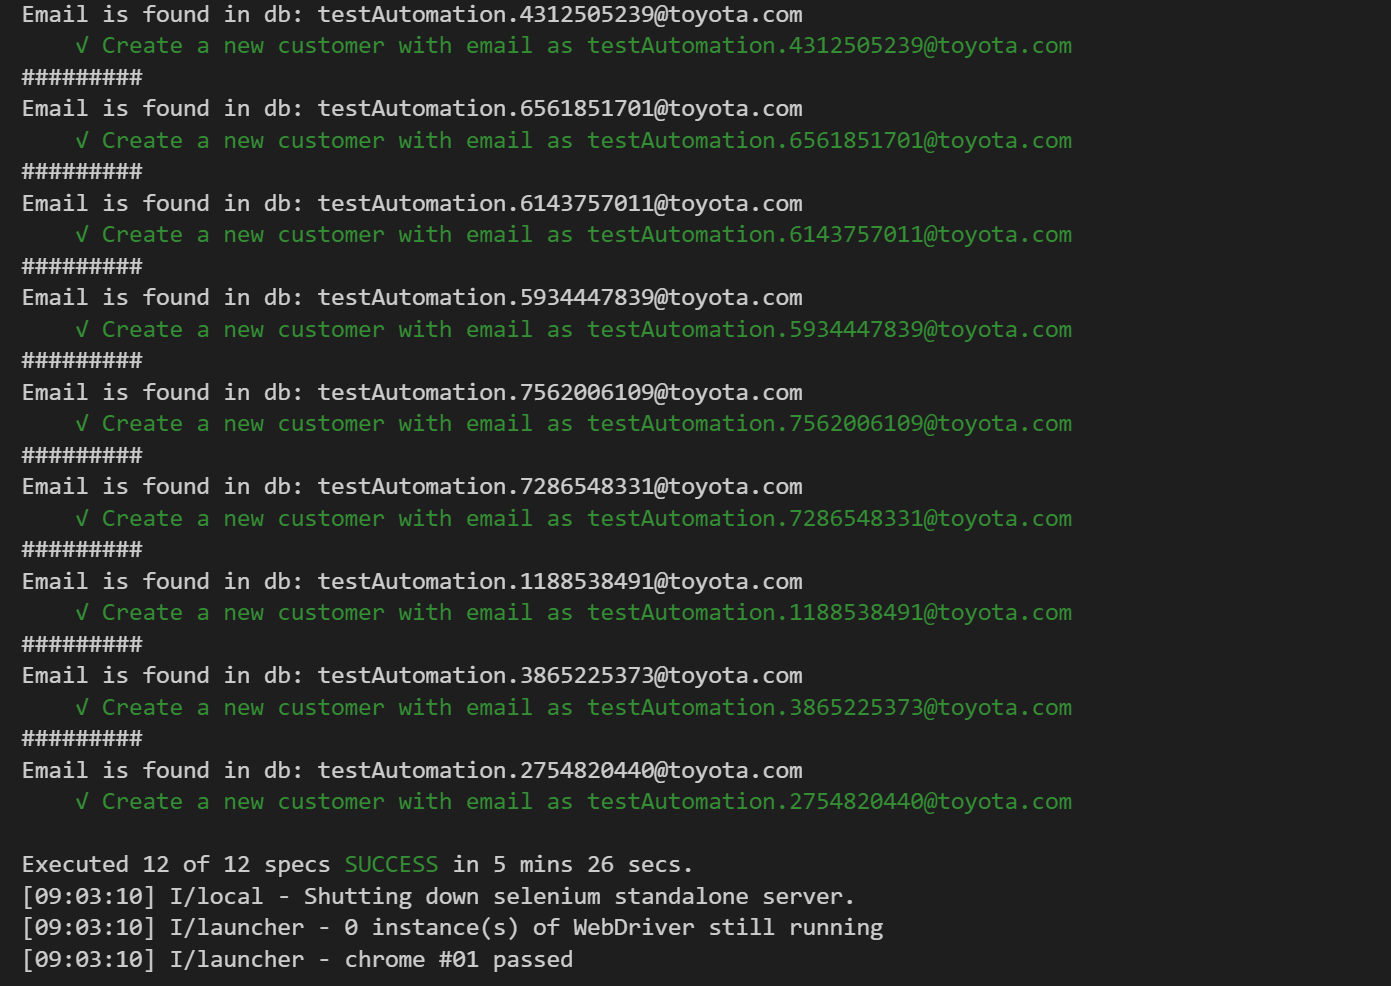 Email is found in db: testAutomation.4312505239@toyota.com
√ Create a new customer with email as testAutomation.4312505239@toyota.com
#########
Email is found in db: testAutomation.6561851701@toyota.com
√ Create a new customer with email as testAutomation.6561851701@toyota.com
#########
Email is found in db: testAutomation.6143757011@toyota.com
√ Create a new customer with email as testAutomation.6143757011@toyota.com
#########
Email is found in db: testAutomation.5934447839@toyota.com
√ Create a new customer with email as testAutomation.5934447839@toyota.com
#########
Email is found in db: testAutomation.7562006109@toyota.com
√ Create a new customer with email as testAutomation.7562006109@toyota.com
#########
Email is found in db: testAutomation.7286548331@toyota.com
√ Create a new customer with email as testAutomation.7286548331@toyota.com
#########
Email is found in db: testAutomation.1188538491@toyota.com
√ Create a new customer with email as testAutomation.1188538491@toyota.com
#########
Email is found in db: testAutomation.3865225373@toyota.com
√ Create a new customer with email as testAutomation.3865225373@toyota.com
#########
Email is found in db: testAutomation.2754820440@toyota.com
√ Create a new customer with email as testAutomation.2754820440@toyota.com
Executed 12 of 12 specs SUCCESS in 5 mins 26 secs.
[09:03:10] I/local - Shutting down selenium standalone server.
[09:03:10] I/launcher - 0 instance(s) of WebDriver still running
[09:03:10] I/launcher - chrome #01 passed